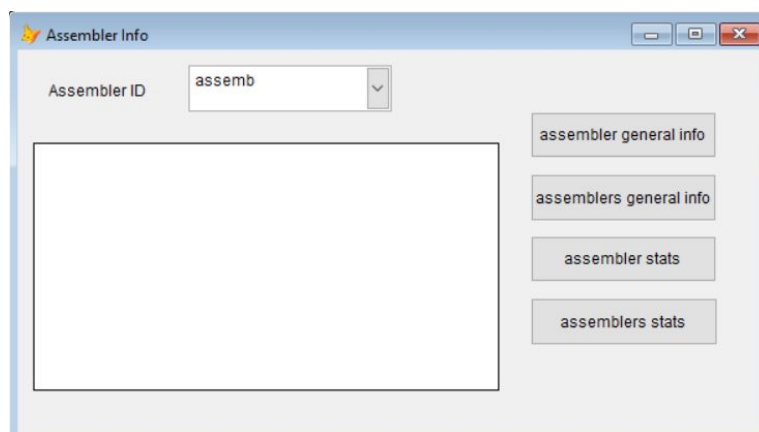 Assembler Info
Assembler ID
assemb
assembler general info
assemblers general info
assembler stats
assemblers stats